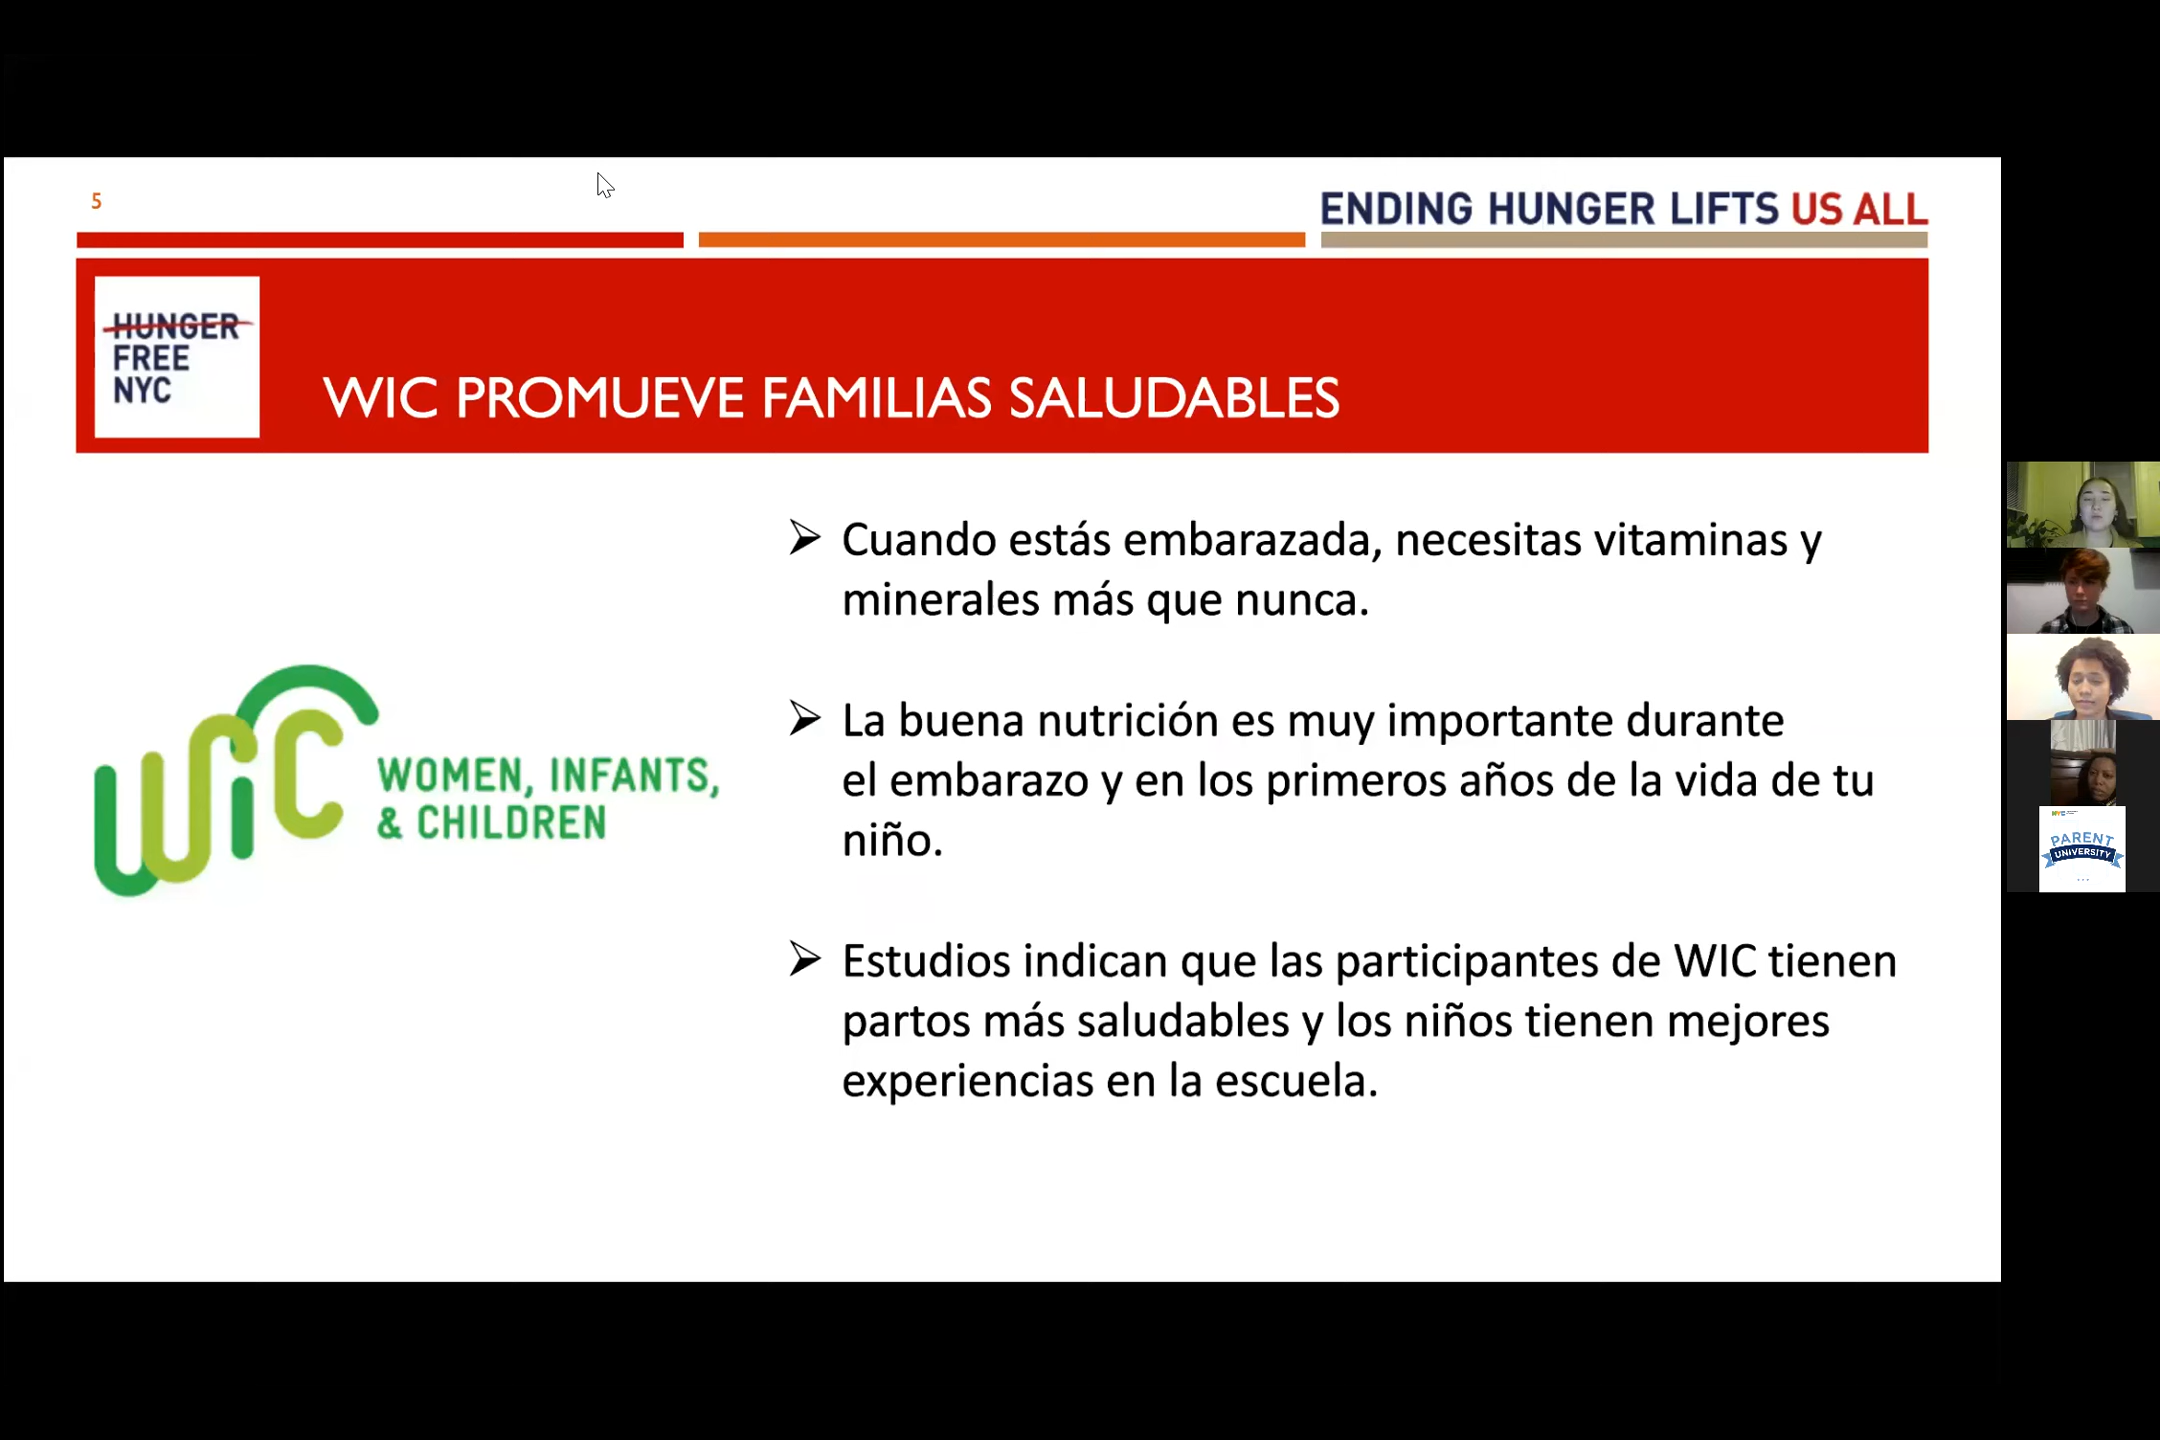 5
ENDING HUNGER LIFTS US ALL
HUNGER
FREE
NYC
WIC PROMUEVE FAMILIAS SALUDABLES
Cuando estás embarazada, necesitas vitaminas y
minerales más que nunca.
La buena nutrición es muy importante durante
el embarazo y en los primeros años de la vida de tu
niño.
Estudios indican que las participantes de WIC tienen
partos más saludables y los niños tienen mejores
experiencias en la escuela.
WiC
WOMEN, INFANTS,
& CHILDREN
PARENT
UNIVERSITY